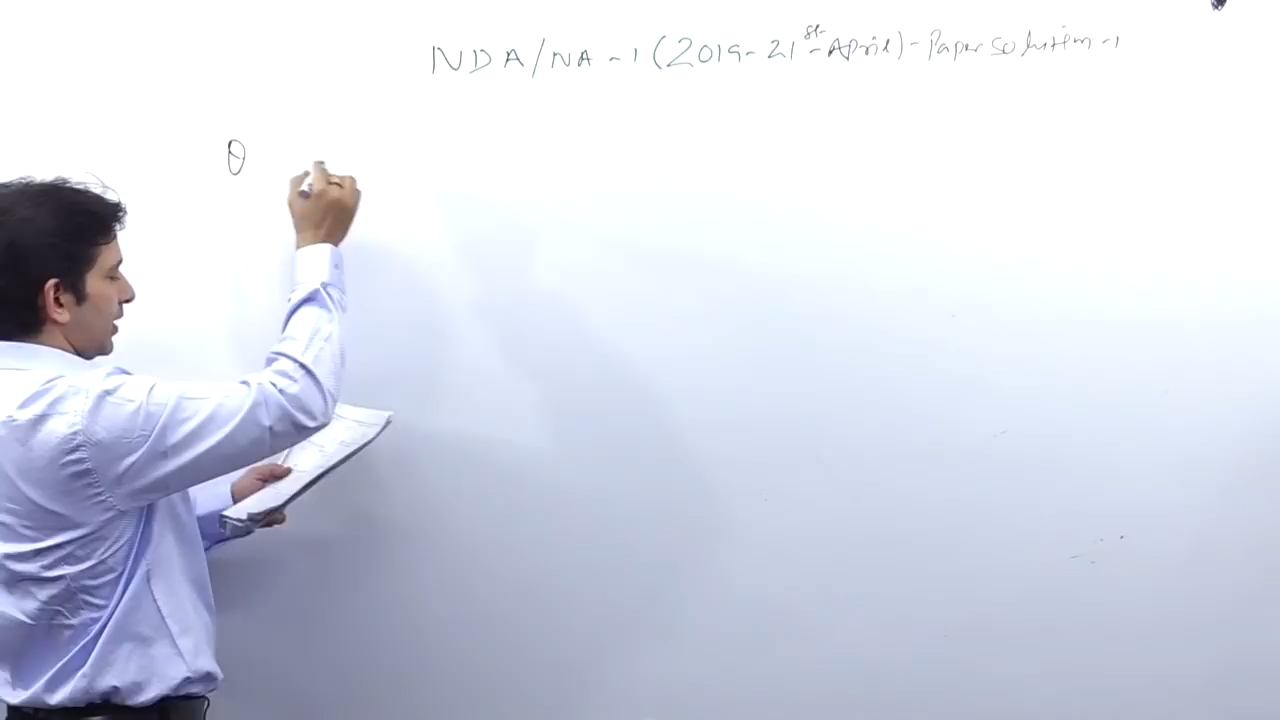 NDA/NA-1 (2019-21st-April)-Paper solution-1
θ